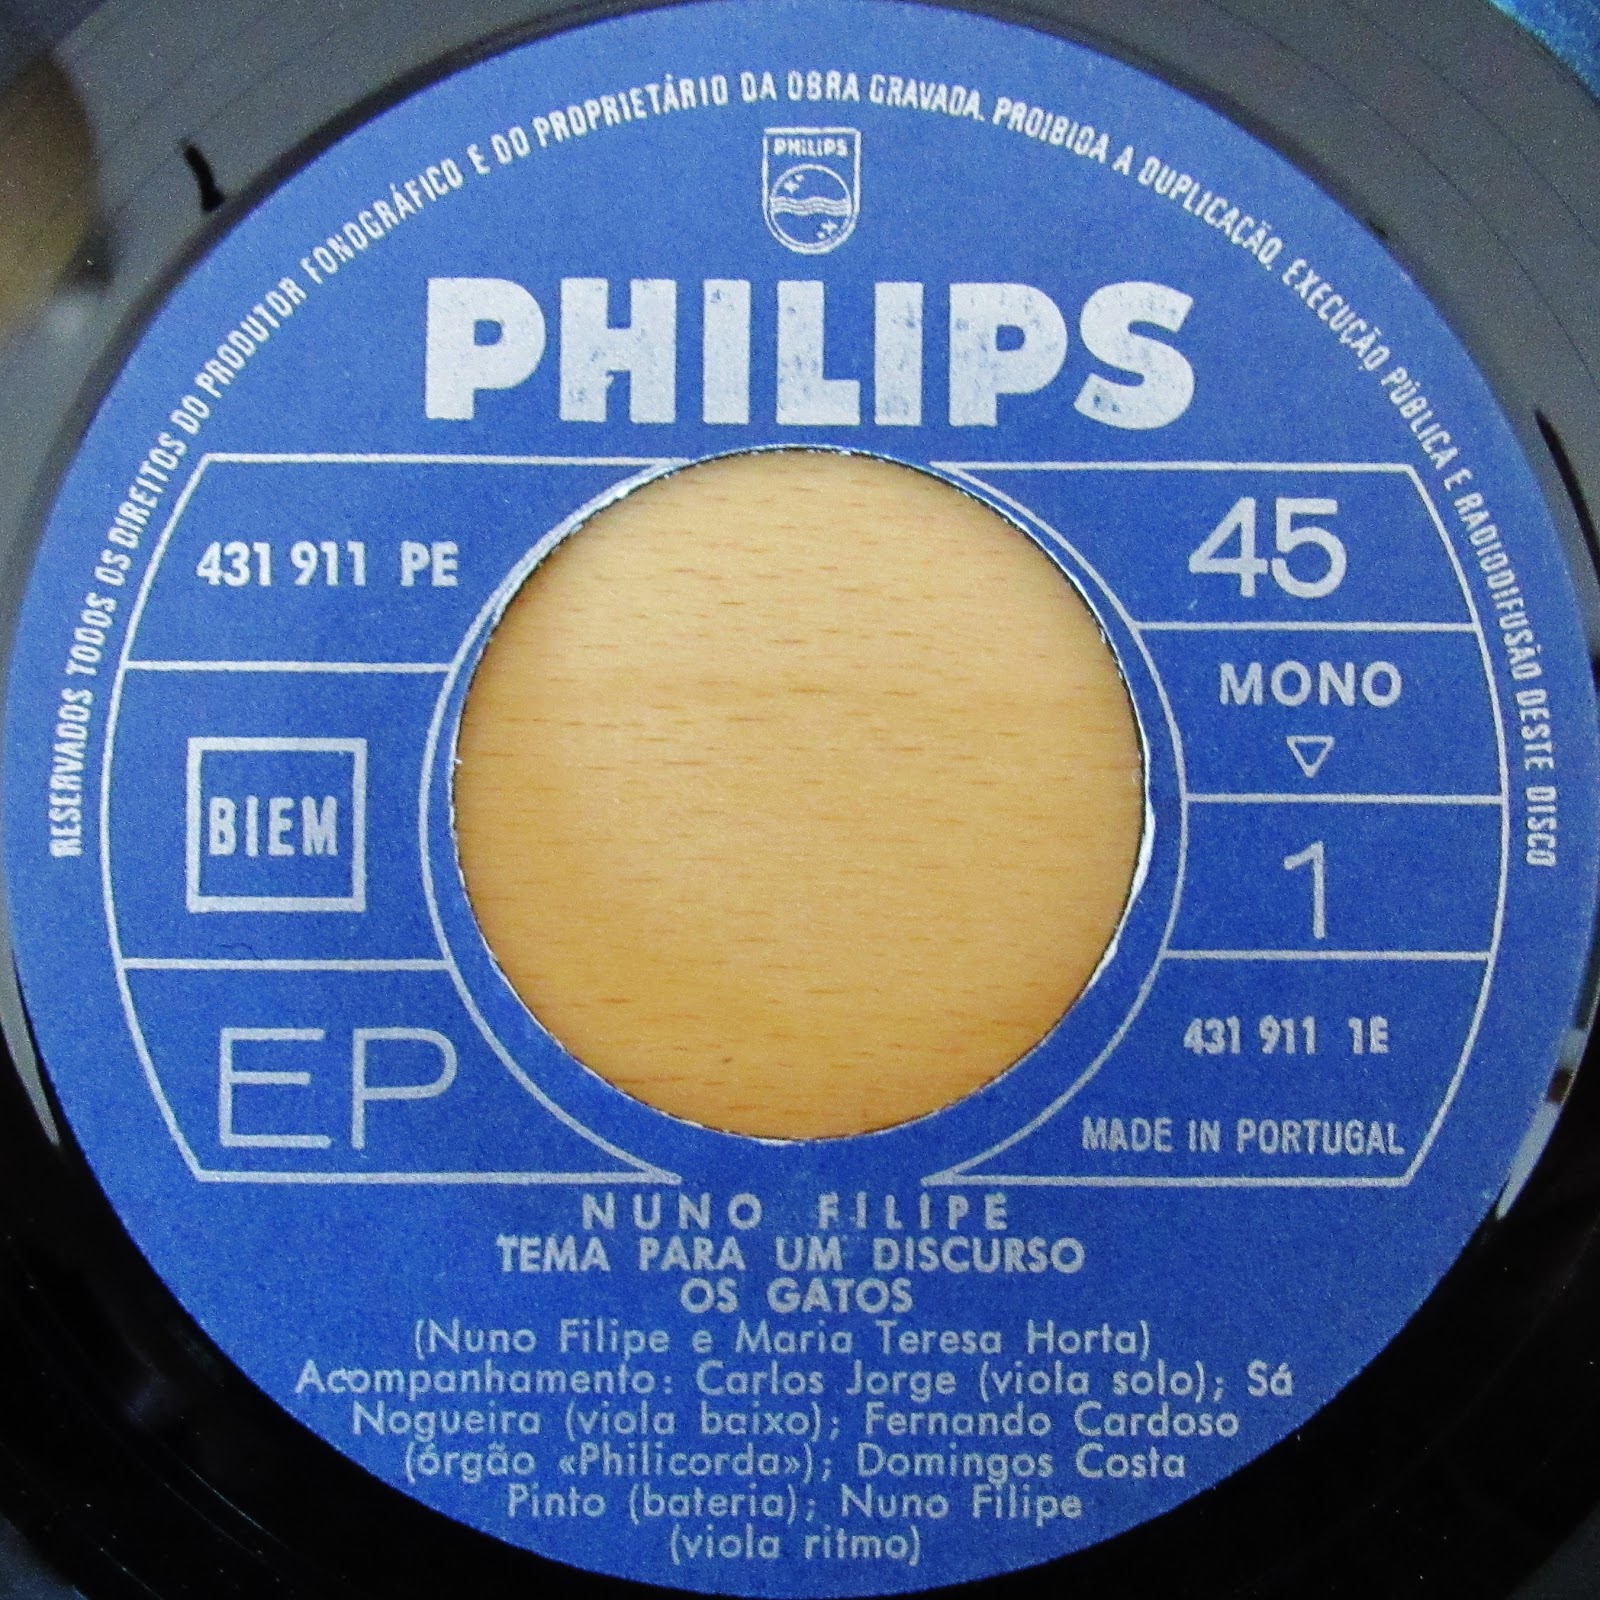 RESERVADOS TODOS OS DIREITOS DO PRODUTOR FONOGRÁFICO E DO PROPRIETÁRIO DA OBRA GRAVADA. PROIBIDA A DUPLICAÇÃO, EXECUÇÃO PÚBLICA E RADIODIFUSÃO DESTE DISCO
PHILIPS
PHILIPS
431 911 PE
45
MONO
BIEM
1
EP
431 911 1E
MADE IN PORTUGAL
NUNO FILIPE
TEMA PARA UM DISCURSO
OS GATOS
(Nuno Filipe e Maria Teresa Horta)
Acompanhamento: Carlos Jorge (viola solo); Sá
Nogueira (viola baixo); Fernando Cardoso
(órgão «Philicorda»); Domingos Costa
Pinto (bateria); Nuno Filipe
(viola ritmo)